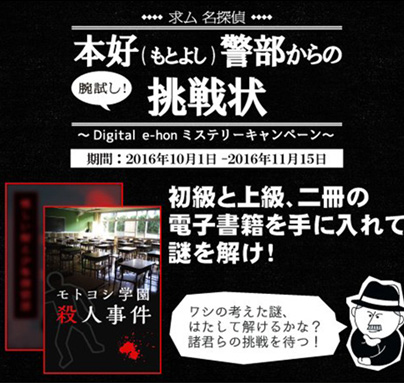 求ム 名探偵
本好(もとよし)警部からの
腕試し!
挑戦状
～Digital e-hon ミステリーキャンペーン～
期間：2016年10月1日 -2016年11月15日
初級と上級、二冊の
電子書籍を手に入れて
謎を解け!
モトヨシ学園
殺人事件
ワシの考えた謎、
はたして解けるかな？
諸君らの挑戦を待つ！